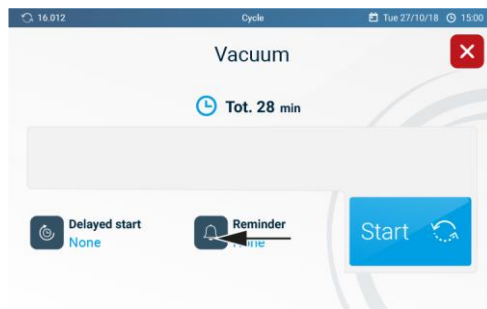 16.012 Cycle Tue 27/10/18 15:00
Vacuum
Tot. 28 min
Delayed start
None
Reminder
Start